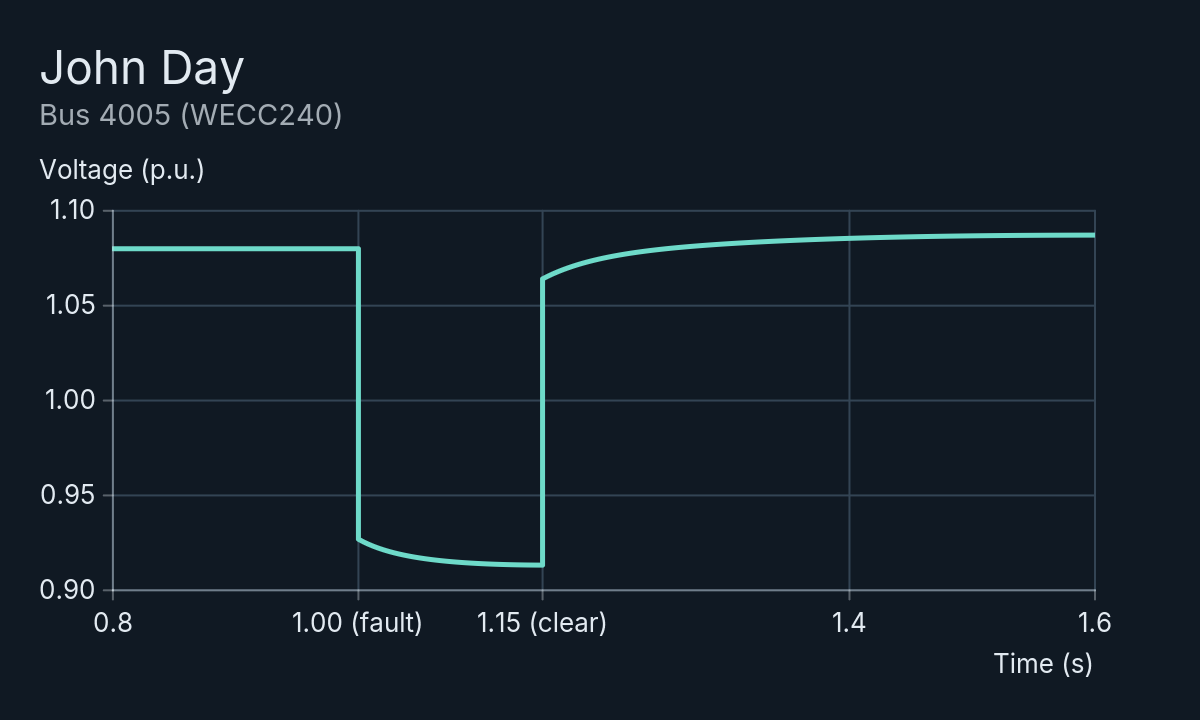 John Day
Bus 4005 (WECC240)
Voltage (p.u.)
1.10
1.05
1.00
0.95
0.90
0.8 1.00 (fault) 1.15 (clear) 1.4 1.6
Time (s)